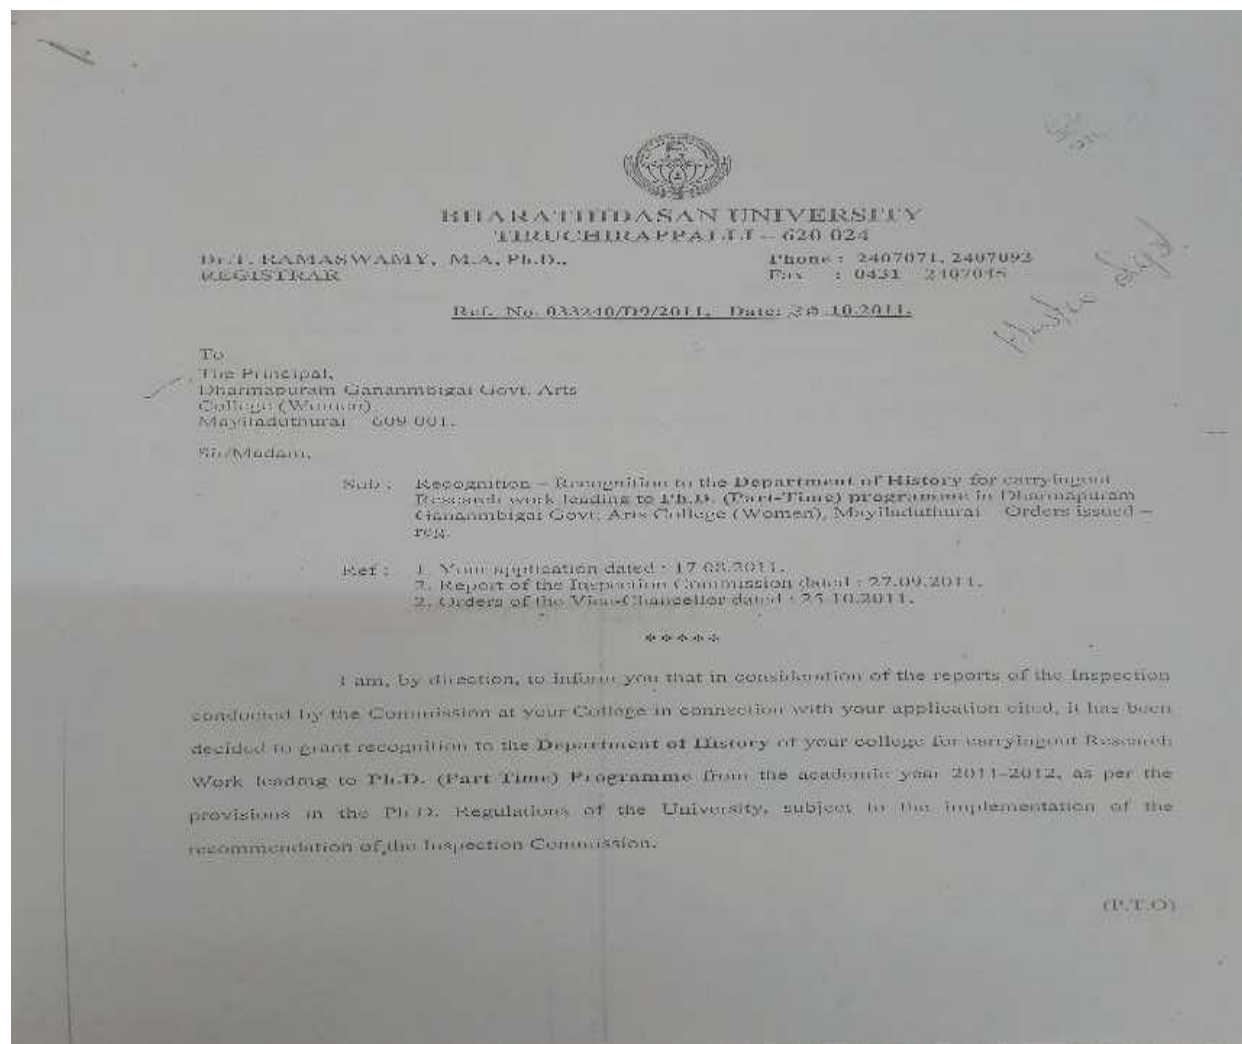 BHARATHIDASAN UNIVERSITY
TIRUCHIRAPPALLI – 620 024
Dr.T. RAMASWAMY, M.A, Ph.D.,
REGISTRAR
Phone : 2407071, 2407092
Fax : 0431 2407045
Ref. No. 033240/D9/2011, Date: .10.2011.
To
The Principal,
Dharmapuram Gananmbigai Govt. Arts
College (Women)
Mayiladuthurai 609 001.
Sir/Madam,
Sub : Recognition – Recognition to the Department of History for carryingout
Research work leading to Ph.D. (Part-Time) programme in Dharmapuram
Gananmbigai Govt. Arts College (Women), Mayiladuthurai – Orders issued –
reg.
Ref : 1. Your application dated : 17.08.2011.
2. Report of the Inspection Commission dated : 27.09.2011.
2. Orders of the Vice-Chancellor dated : 25.10.2011.
*****
I am, by direction, to inform you that in consideration of the reports of the Inspection
conducted by the Commission at your College in connection with your application cited, it has been
decided to grant recognition to the Department of History of your college for carryingout Research
Work leading to Ph.D. (Part Time) Programme from the academic year 2011-2012, as per the
provisions in the Ph.D. Regulations of the University, subject to the implementation of the
recommendation of the Inspection Commission.
(P.T.O)